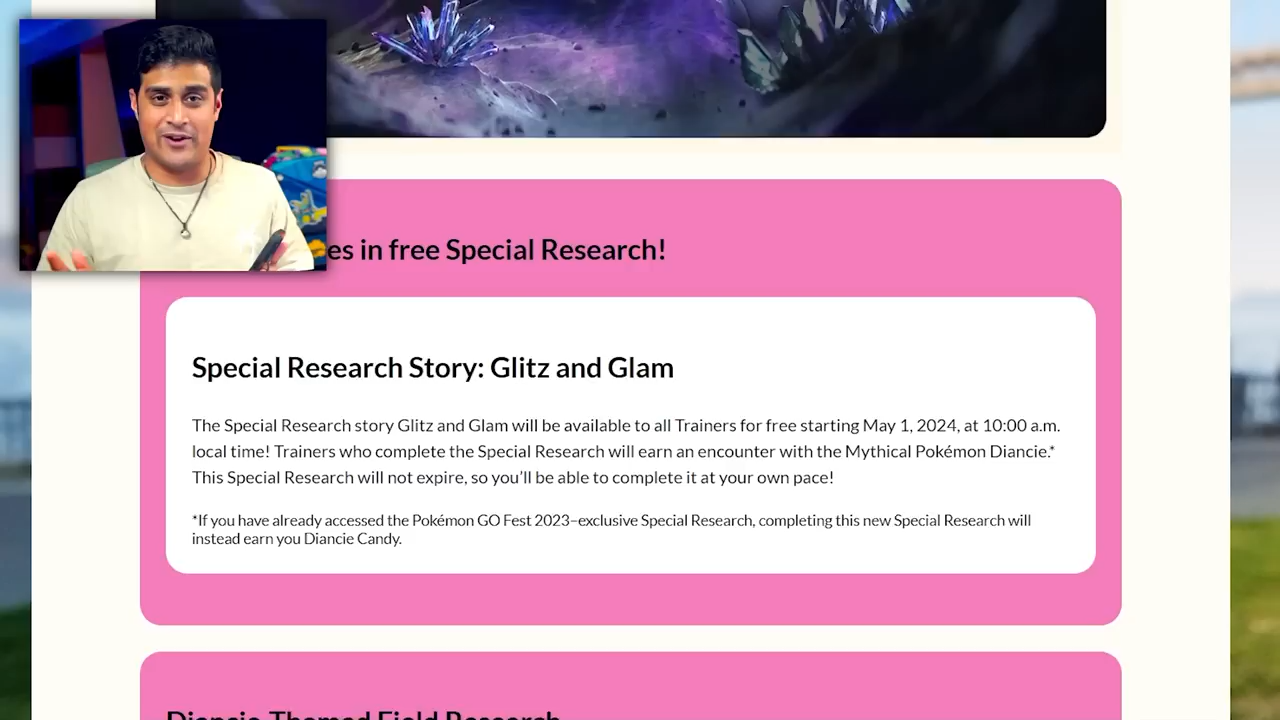 es in free Special Research!
Special Research Story: Glitz and Glam
The Special Research story Glitz and Glam will be available to all Trainers for free starting May 1, 2024, at 10:00 a.m.
local time! Trainers who complete the Special Research will earn an encounter with the Mythical Pokémon Diancie.*
This Special Research will not expire, so you’ll be able to complete it at your own pace!
*If you have already accessed the Pokémon GO Fest 2023–exclusive Special Research, completing this new Special Research will
instead earn you Diancie Candy.
Diancie-Themed Field Research